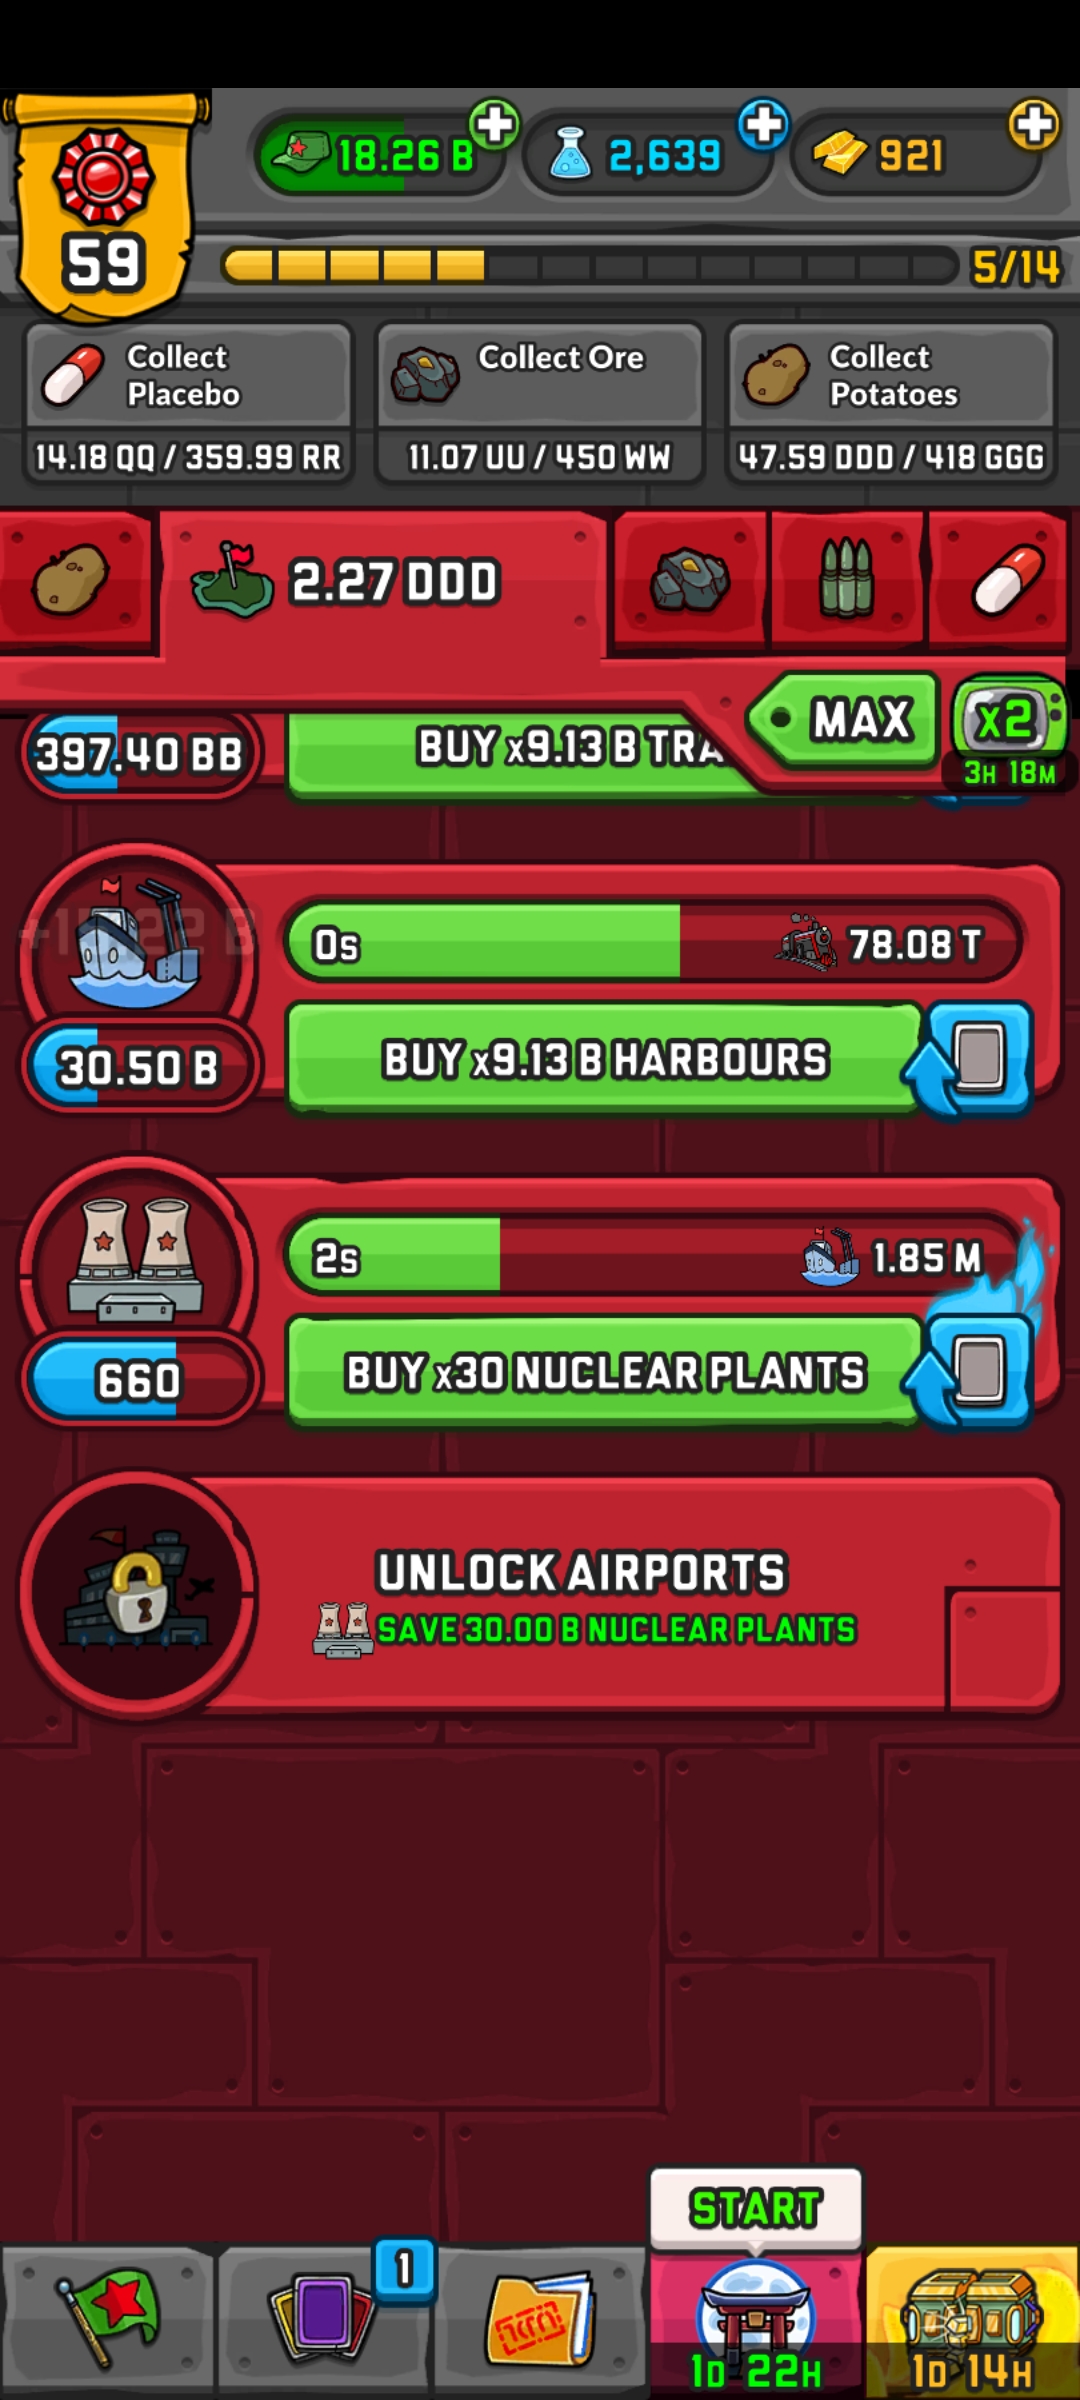 18.26 B
2,639
921
59
5/14
Collect
Placebo
14.18 QQ / 359.99 RR
Collect Ore
11.07 UU / 450 WW
Collect
Potatoes
47.59 DDD / 418 GGG
2.27 DDD
MAX
x2
3H 18M
397.40 BB
BUY x9.13 B TRA
0s
78.08 T
30.50 B
BUY x9.13 B HARBOURS
2s
1.85 M
660
BUY x30 NUCLEAR PLANTS
UNLOCK AIRPORTS
SAVE 30.00 B NUCLEAR PLANTS
START
1
1D 22H
1D 14H